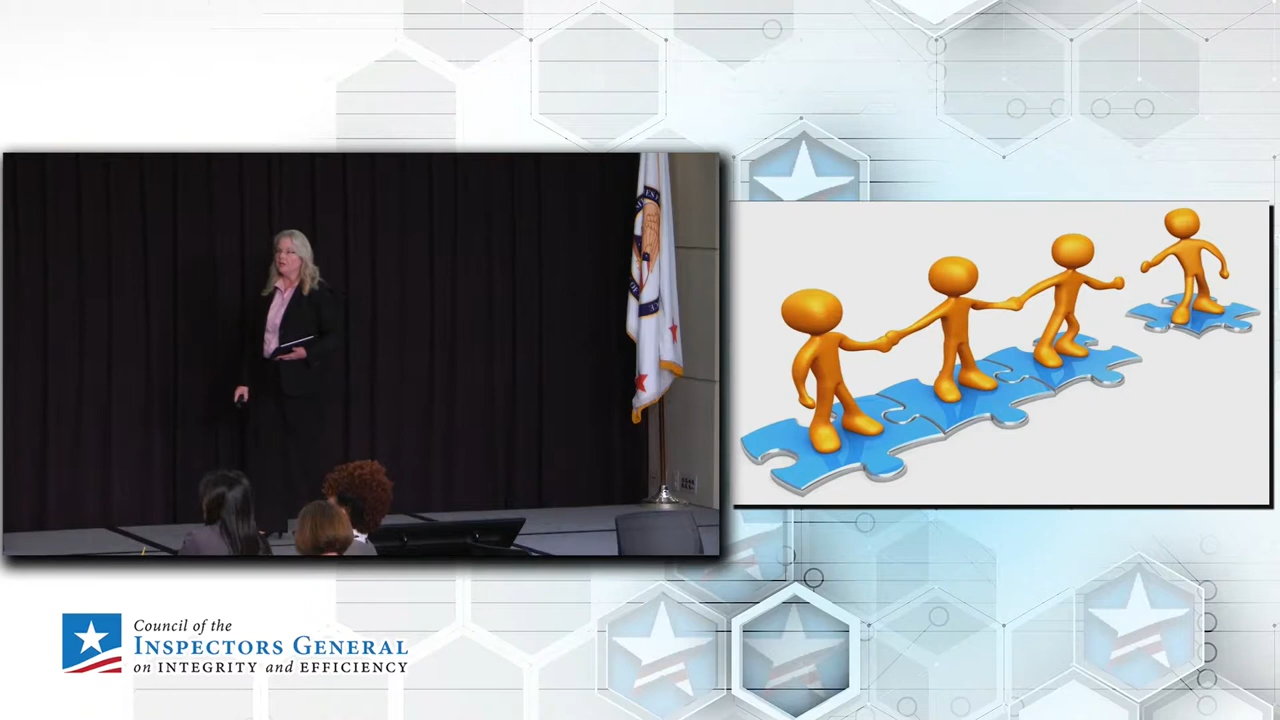 Council of the
INSPECTORS GENERAL
on INTEGRITY and EFFICIENCY